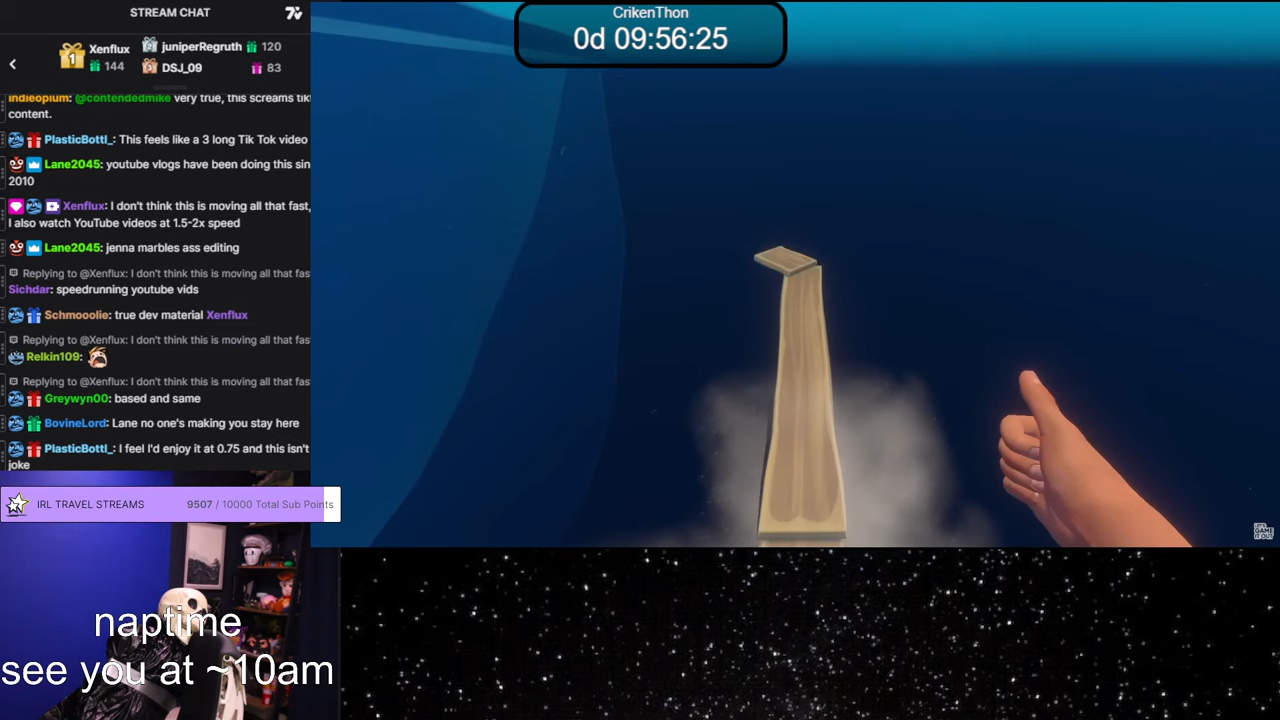 STREAM CHAT
CrikenThon
0d 09:56:25
Xenflux
144
juniperRegruth 120
DSJ_09 83
indieopium: @contendedmike very true, this screams tik
content.
PlasticBottl_: This feels like a 3 long Tik Tok video
Lane2045: youtube vlogs have been doing this sin
2010
Xenflux: I don't think this is moving all that fast,
I also watch YouTube videos at 1.5-2x speed
Lane2045: jenna marbles ass editing
Replying to @Xenflux: I don't think this is moving all that fas
Sichdar: speedrunning youtube vids
Schmooolie: true dev material Xenflux
Replying to @Xenflux: I don't think this is moving all that fas
Relkin109:
Replying to @Xenflux: I don't think this is moving all that fas
Greywyn00: based and same
BovineLord: Lane no one's making you stay here
PlasticBottl_: I feel I'd enjoy it at 0.75 and this isn't
joke
IRL TRAVEL STREAMS 9507 / 10000 Total Sub Points
naptime
see you at ~10am
LET'S
GAME
IT OUT